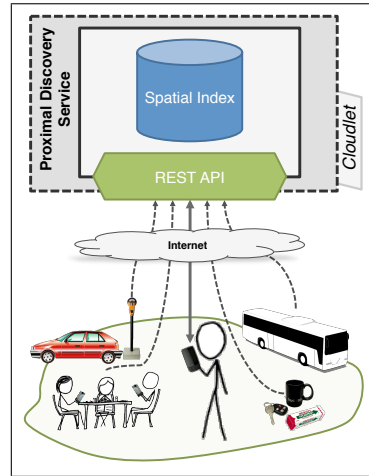 Proximal Discovery
Service
Spatial Index
Cloudlet
REST API
Internet